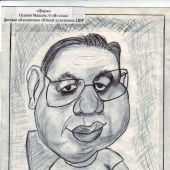 «Шарж»
Осипов Максим, 6 «В» класс
Детское объединение «Юный художник», ЦВР